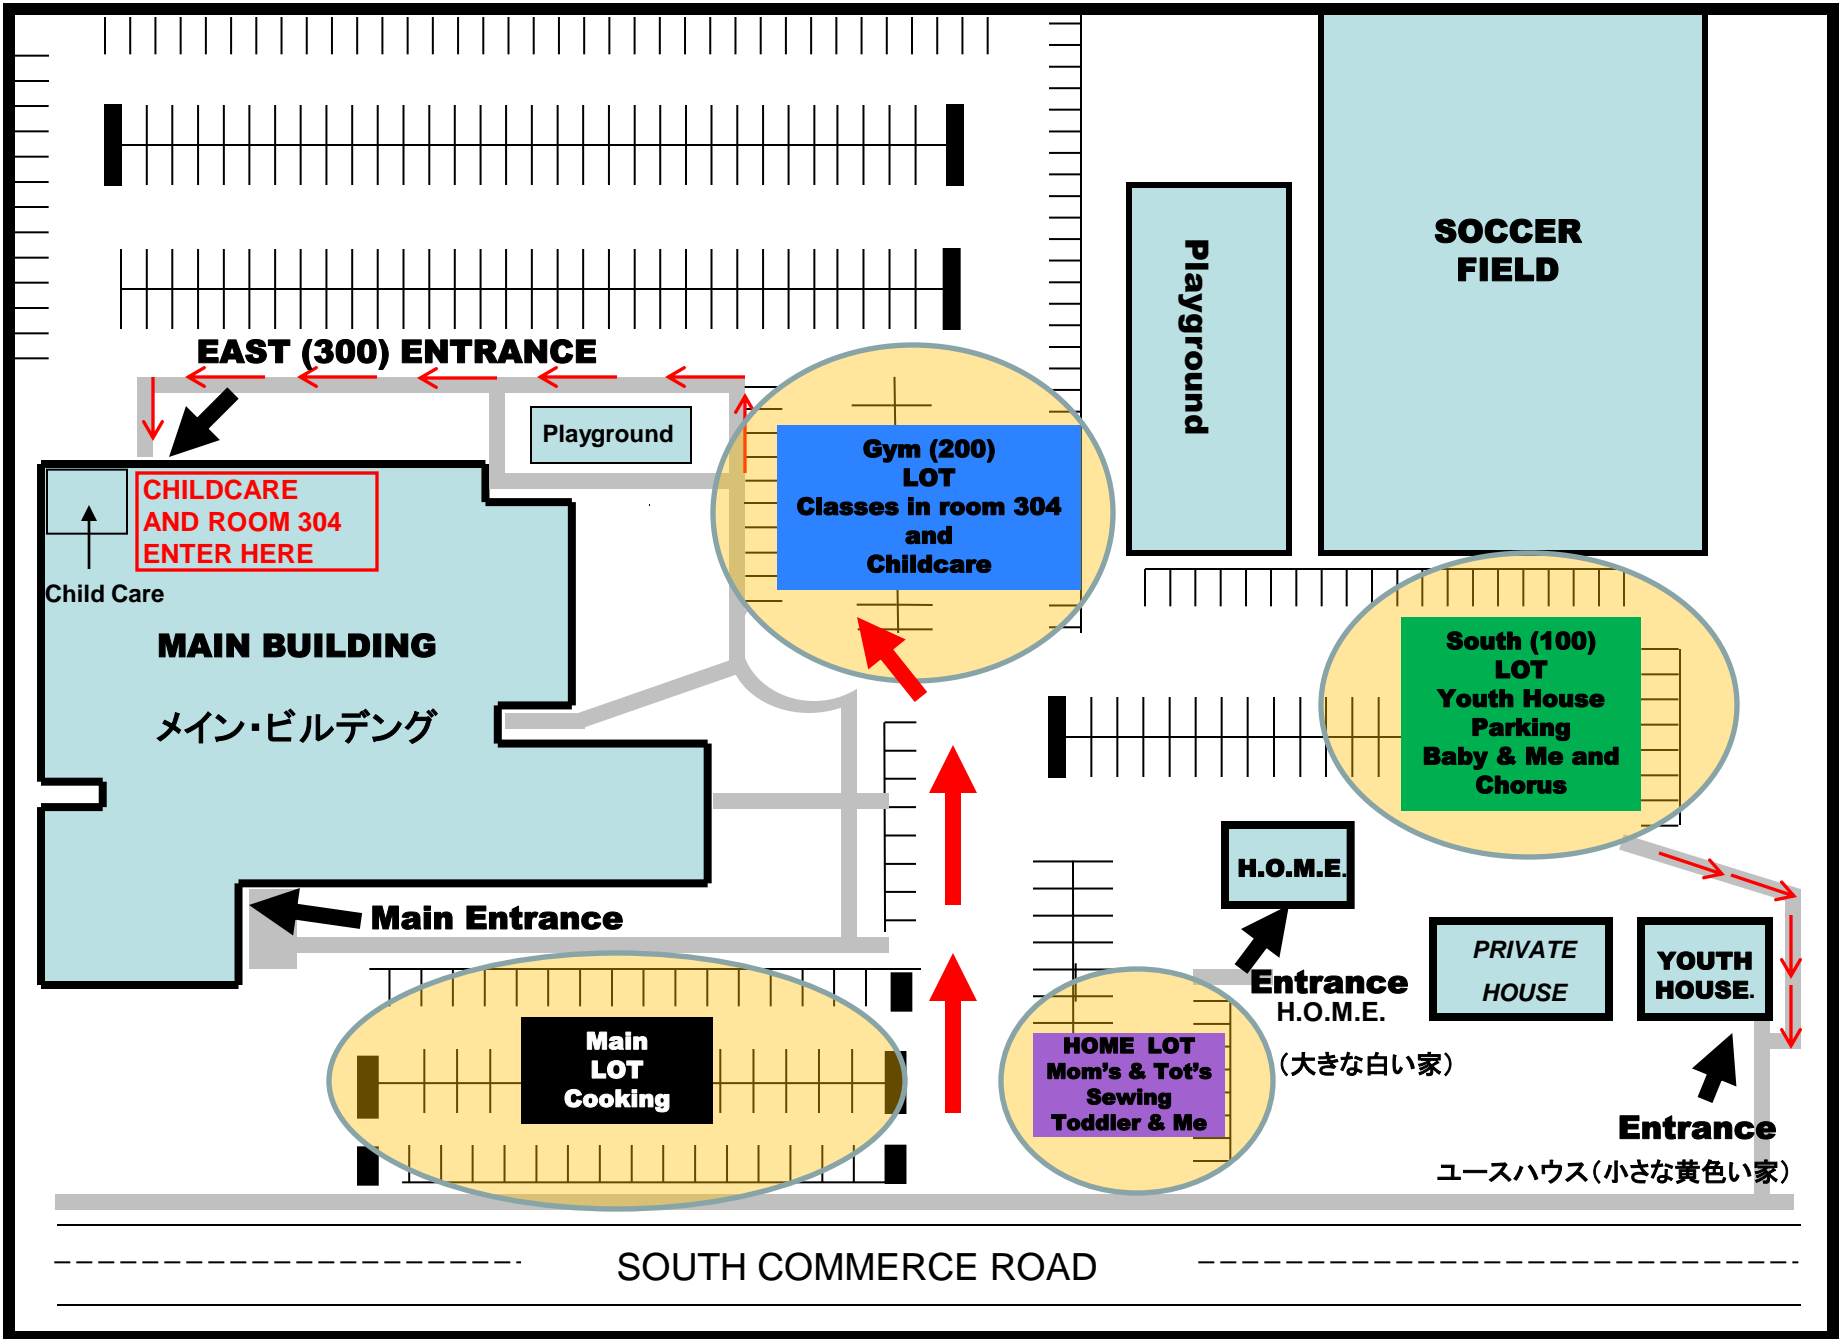 EAST (300) ENTRANCE
Playground
CHILDCARE
AND ROOM 304
ENTER HERE
Child Care
MAIN BUILDING
メイン・ビルデング
Main Entrance
Gym (200)
LOT
Classes in room 304
and
Childcare
Playground
SOCCER
FIELD
South (100)
LOT
Youth House
Parking
Baby & Me and
Chorus
H.O.M.E.
Entrance
H.O.M.E.
（大きな白い家）
PRIVATE
HOUSE
YOUTH
HOUSE.
Entrance
ユースハウス（小さな黄色い家）
Main
LOT
Cooking
HOME LOT
Mom's & Tot's
Sewing
Toddler & Me
SOUTH COMMERCE ROAD